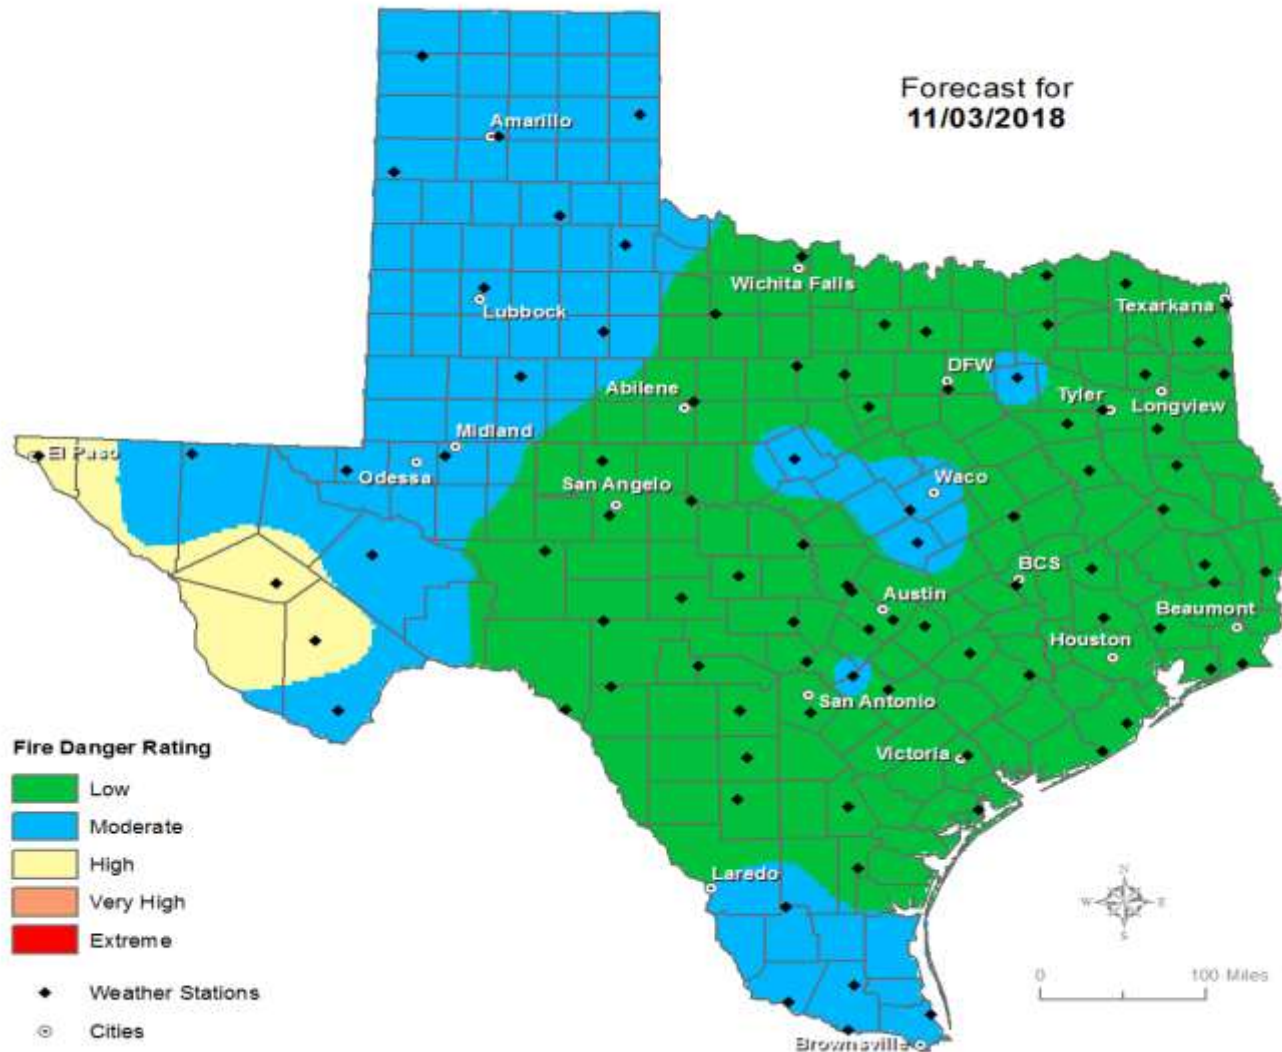 Forecast for
11/03/2018
Amarillo
Wichita Falls
Lubbock
Texarkana
DFW
Abilene
Tyler
Longview
Midland
El Paso
Odessa
San Angelo
Waco
BCS
Austin
Beaumont
Houston
San Antonio
Victoria
Laredo
Brownsville
Fire Danger Rating
Low
Moderate
High
Very High
Extreme
Weather Stations
Cities
N
W E
S
0 100 Miles